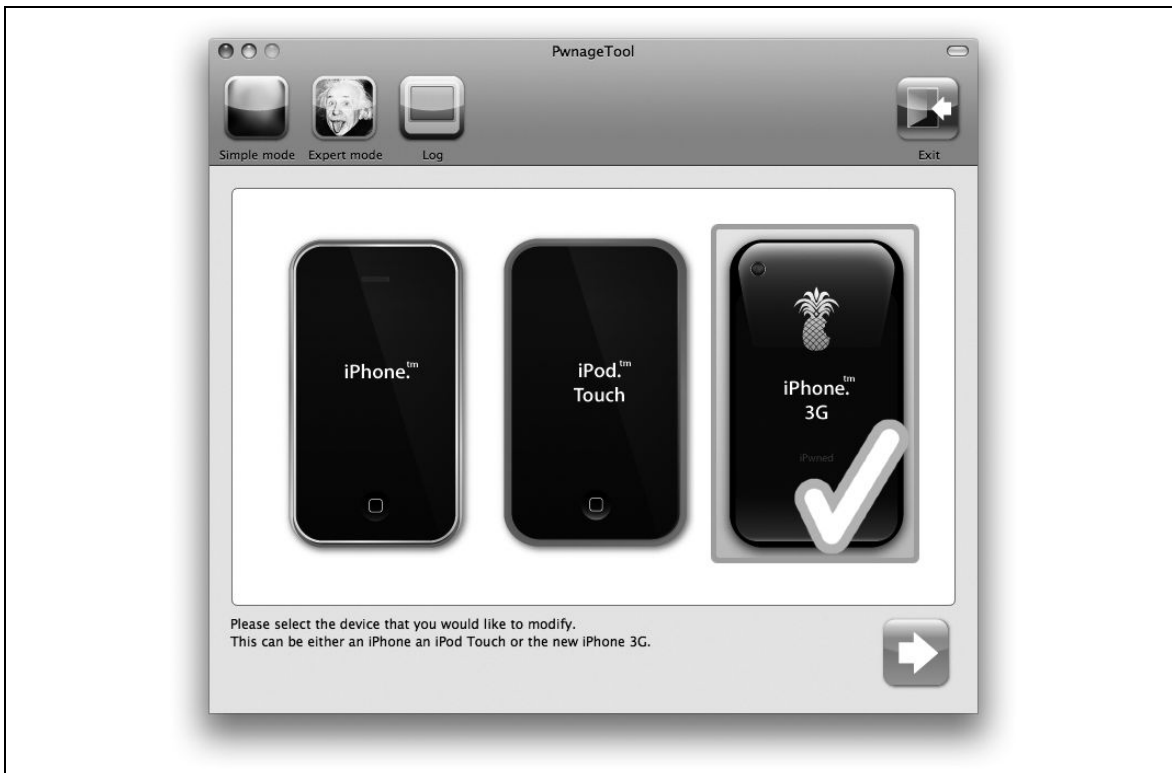 PwnageTool
Simple mode Expert mode Log Exit
iPhone.tm
iPod.tm
Touch
iPhone.tm
3G
iPwned
Please select the device that you would like to modify.
This can be either an iPhone an iPod Touch or the new iPhone 3G.